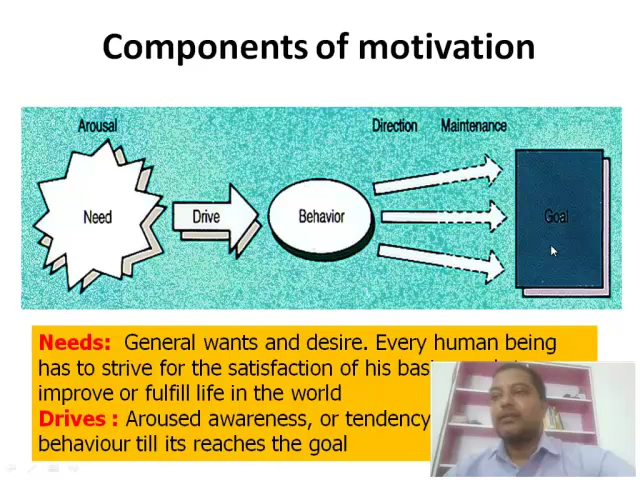 Components of motivation
Arousal Direction Maintenance
Need Drive Behavior Goal
Needs: General wants and desire. Every human being
has to strive for the satisfaction of his
improve or fulfill life in the world
Drives : Aroused awareness, or tendency
behaviour till its reaches the goal